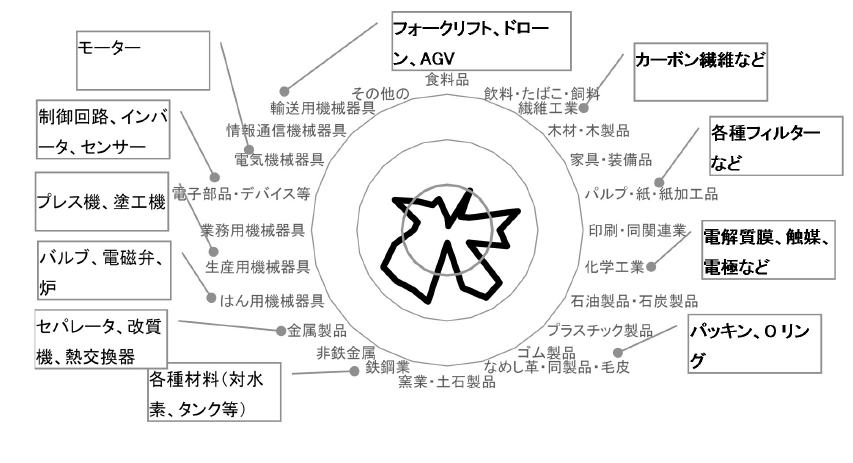 フォークリフト、ドロー
ン、AGV
モーター
カーボン繊維など
制御回路、インバ
ータ、センサー
各種フィルター
など
プレス機、塗工機
電解質膜、触媒、
電極など
バルブ、電磁弁、
炉
セパレータ、改質
機、熱交換器
パッキン、Oリン
グ
各種材料（対水
素、タンク等）
食料品
飲料・たばこ・飼料
繊維工業
木材・木製品
家具・装備品
パルプ・紙・紙加工品
印刷・同関連業
化学工業
石油製品・石炭製品
プラスチック製品
ゴム製品
なめし革・同製品・毛皮
窯業・土石製品
鉄鋼業
非鉄金属
金属製品
はん用機械器具
生産用機械器具
業務用機械器具
電子部品・デバイス等
電気機械器具
情報通信機械器具
輸送用機械器具
その他の